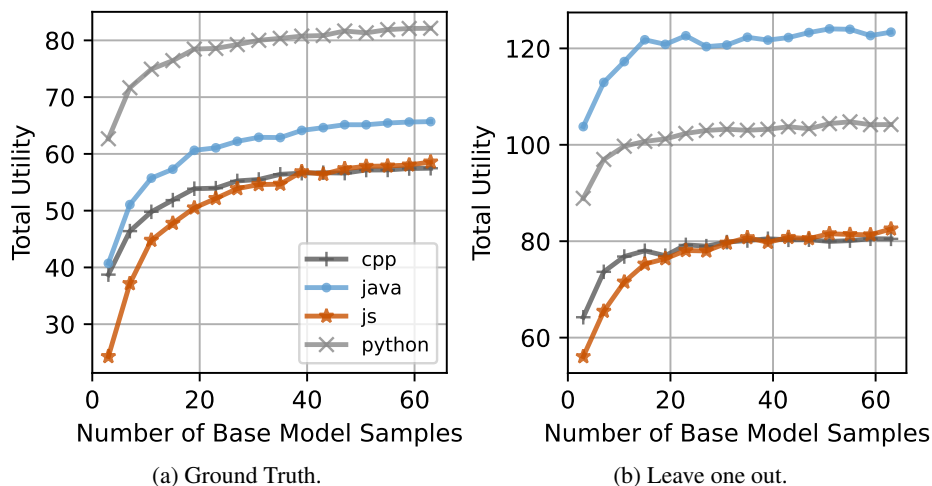 80
70
60
50
40
30
0
20
40
60
Total Utility
Number of Base Model Samples
cpp
java
js
python
(a) Ground Truth.
120
100
80
60
0
20
40
60
Total Utility
Number of Base Model Samples
(b) Leave one out.